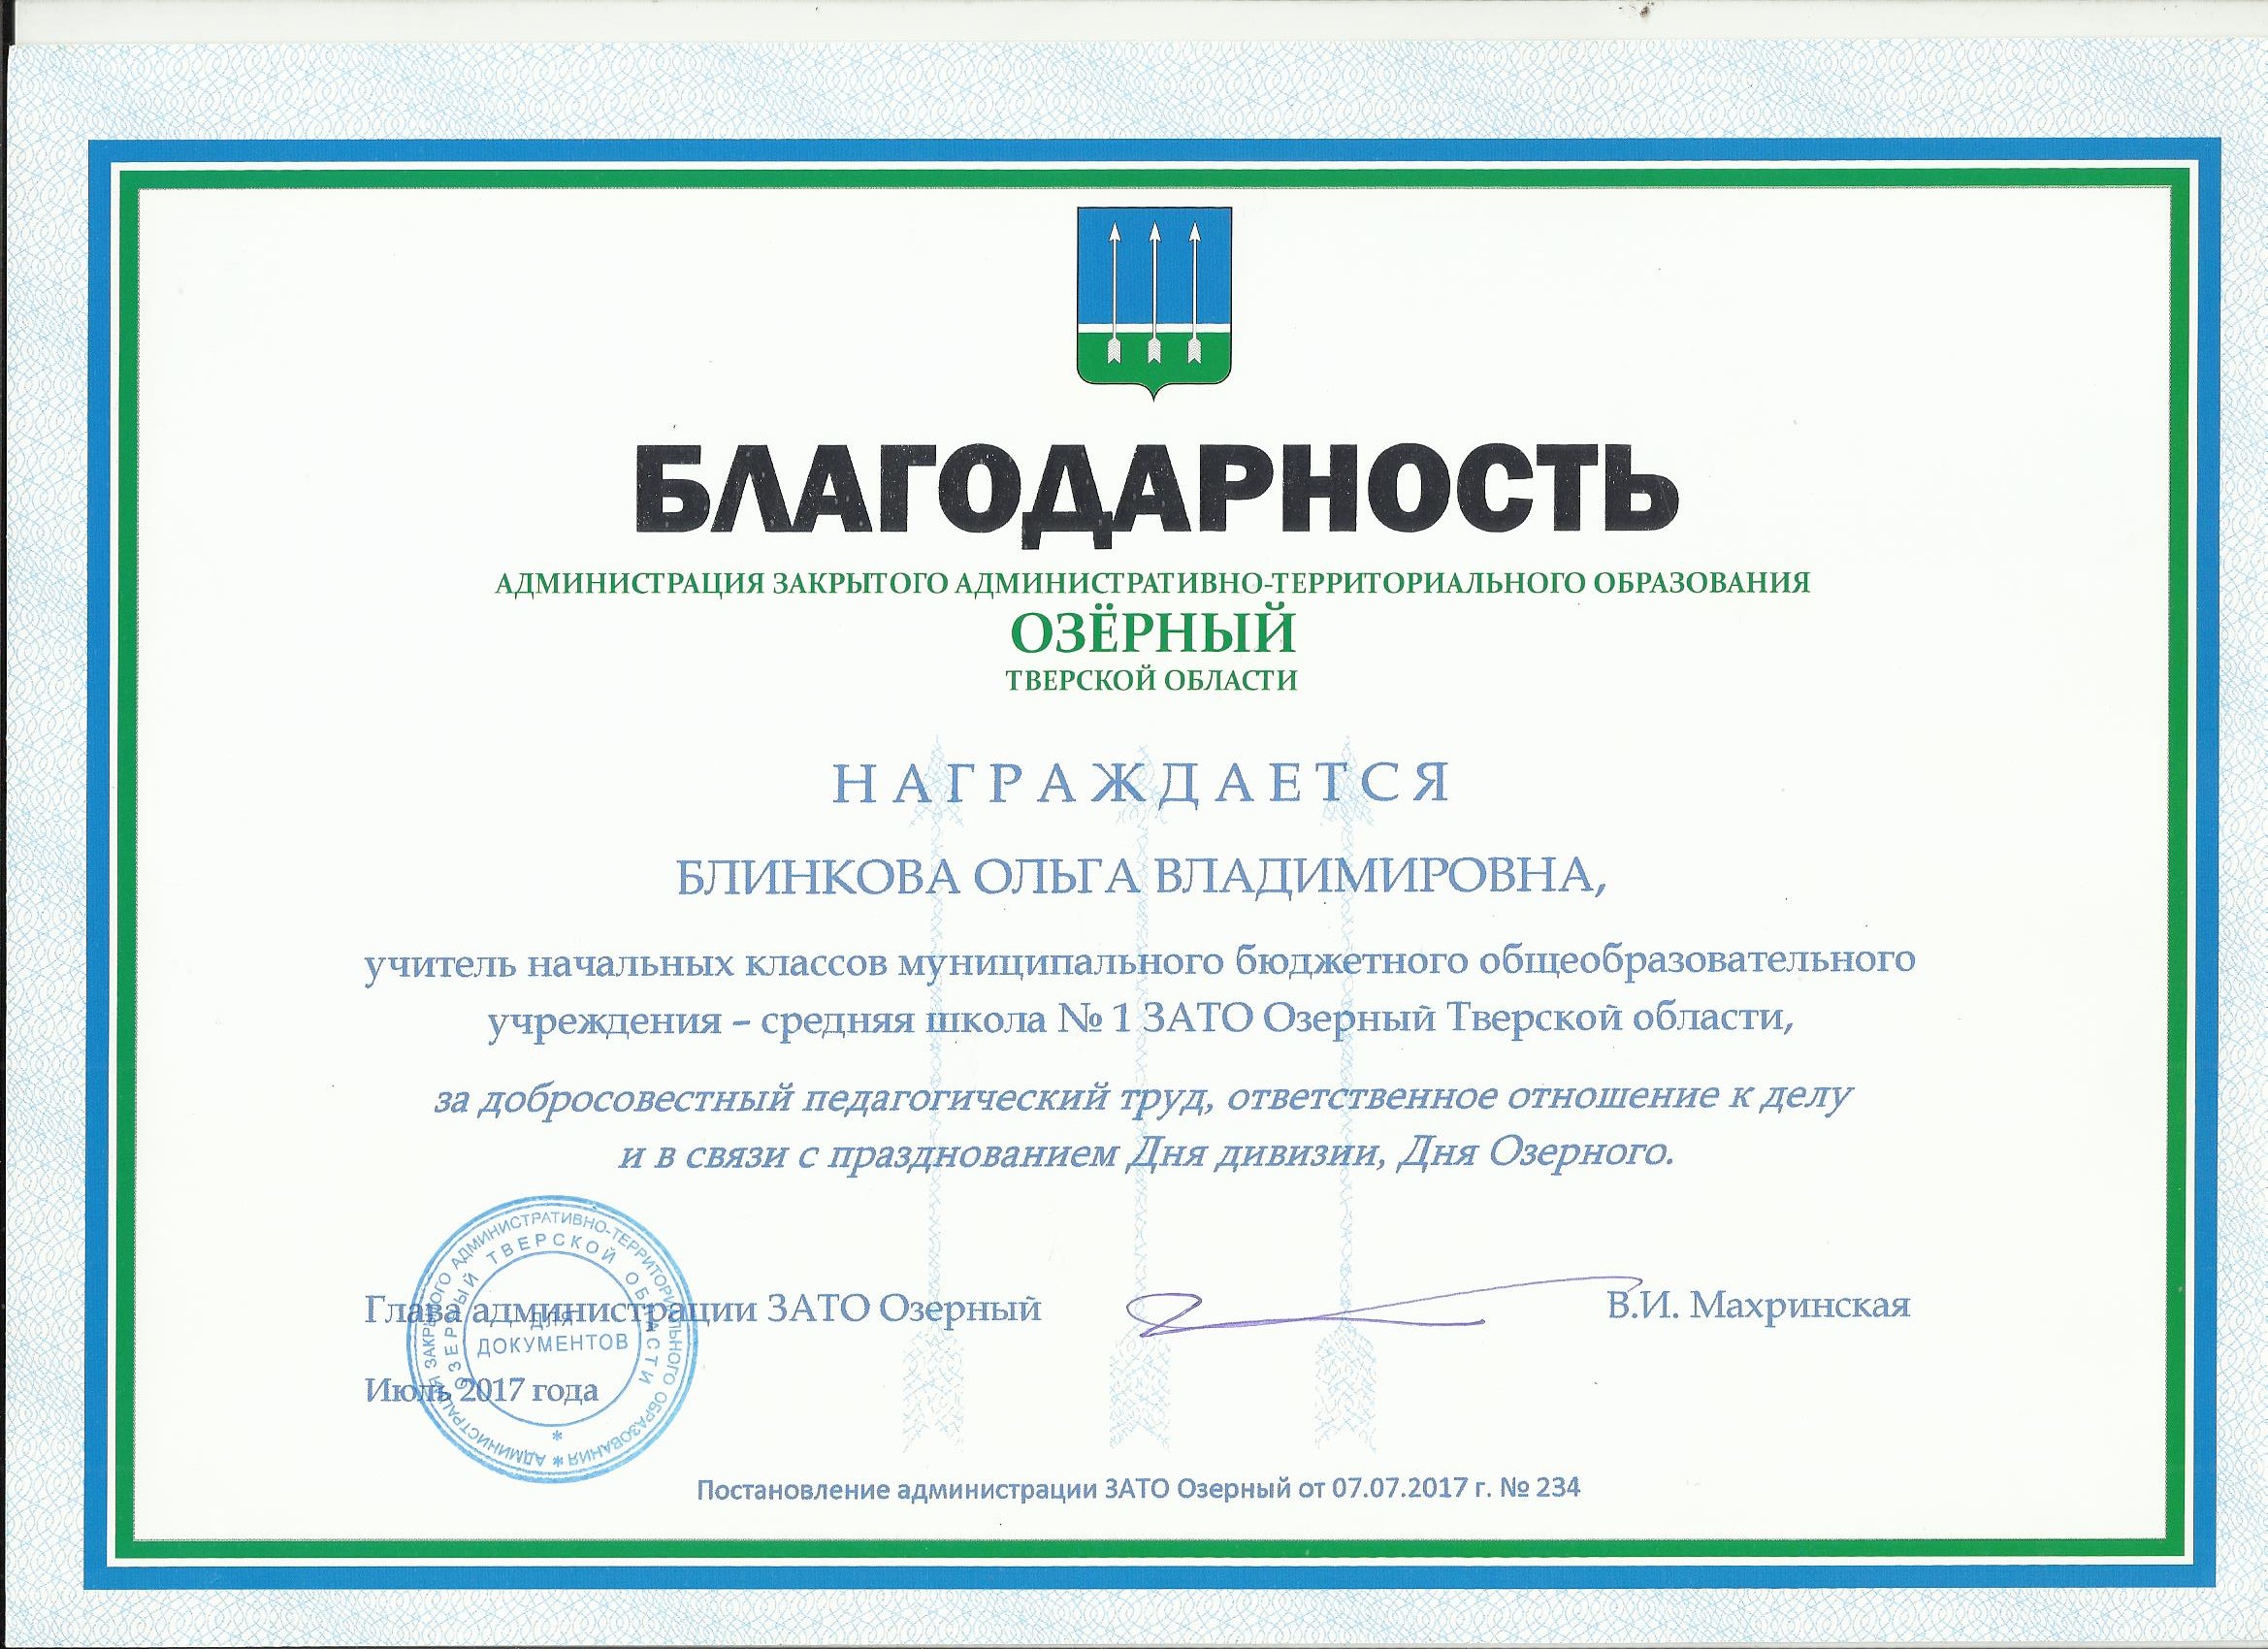 БЛАГОДАРНОСТЬ
АДМИНИСТРАЦИЯ ЗАКРЫТОГО АДМИНИСТРАТИВНО-ТЕРРИТОРИАЛЬНОГО ОБРАЗОВАНИЯ
ОЗЁРНЫЙ
ТВЕРСКОЙ ОБЛАСТИ
НАГРАЖДАЕТСЯ
БЛИНКОВА ОЛЬГА ВЛАДИМИРОВНА,
учитель начальных классов муниципального бюджетного общеобразовательного
учреждения – средняя школа № 1 ЗАТО Озерный Тверской области,
за добросовестный педагогический труд, ответственное отношение к делу
и в связи с празднованием Дня дивизии, Дня Озерного.
Глава администрации ЗАТО Озерный В.И. Махринская
Июль 2017 года
АДМИНИСТРАЦИЯ ЗАКРЫТОГО АДМИНИСТРАТИВНО-ТЕРРИТОРИАЛЬНОГО ОБРАЗОВАНИЯ *
ОЗЕРНЫЙ ТВЕРСКОЙ ОБЛАСТИ *
ДЛЯ
ДОКУМЕНТОВ
Постановление администрации ЗАТО Озерный от 07.07.2017 г. № 234